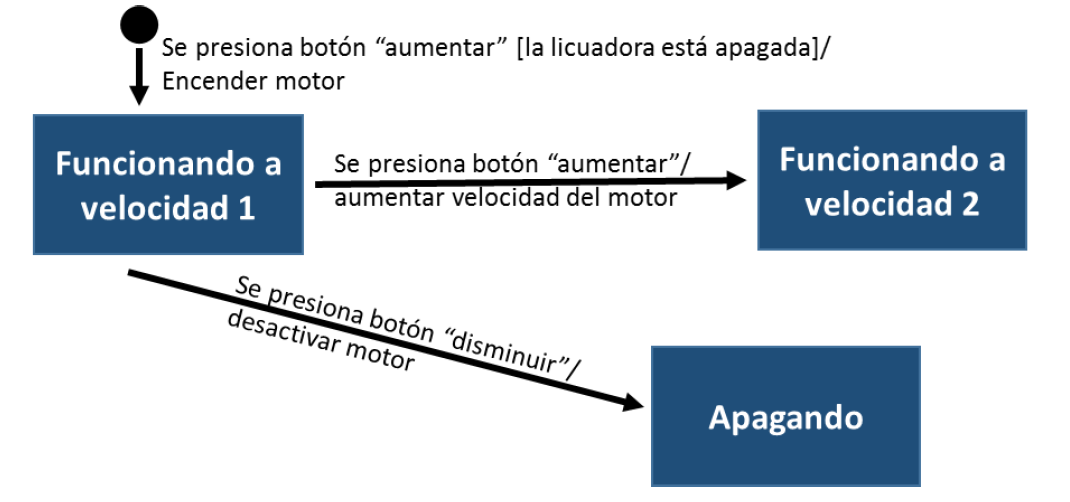 Se presiona botón “aumentar” [la licuadora está apagada]/
Encender motor
Funcionando a
velocidad 1
Se presiona botón “aumentar”/
aumentar velocidad del motor
Funcionando a
velocidad 2
Se presiona botón “disminuir”/
desactivar motor
Apagando